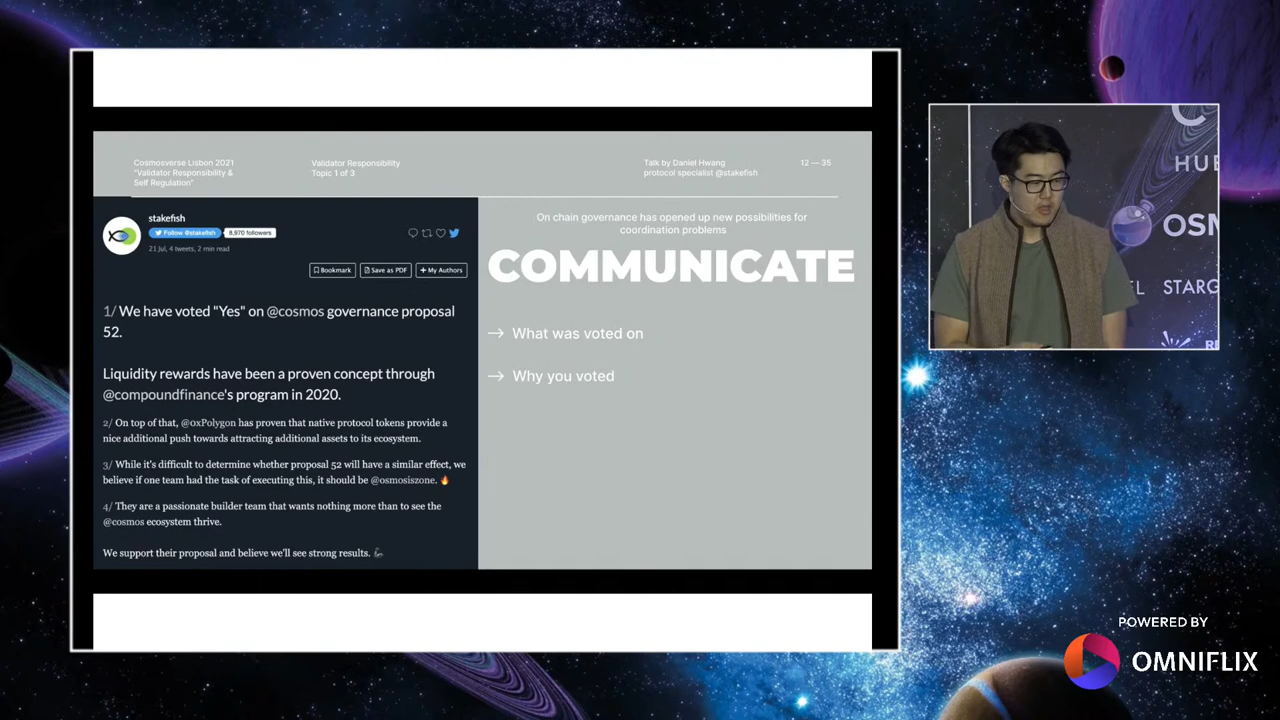 Cosmosverse Lisbon 2021
"Validator Responsibility &
Self Regulation"
Validator Responsibility
Topic 1 of 3
Talk by Daniel Hwang
protocol specialist @stakefish
12 — 35
stakefish
Follow @stakefish
8,970 followers
21 Jul, 4 tweets, 2 min read
Bookmark
Save as PDF
+ My Authors
1/ We have voted "Yes" on @cosmos governance proposal
52.
Liquidity rewards have been a proven concept through
@compoundfinance's program in 2020.
2/ On top of that, @0xPolygon has proven that native protocol tokens provide a
nice additional push towards attracting additional assets to its ecosystem.
3/ While it's difficult to determine whether proposal 52 will have a similar effect, we
believe if one team had the task of executing this, it should be @osmosiszone. 🔥
4/ They are a passionate builder team that wants nothing more than to see the
@cosmos ecosystem thrive.
We support their proposal and believe we'll see strong results. 🦾
On chain governance has opened up new possibilities for
coordination problems
COMMUNICATE
→ What was voted on
→ Why you voted
HU
OSM
EL
STARG
RE
POWERED BY
OMNIFLIX